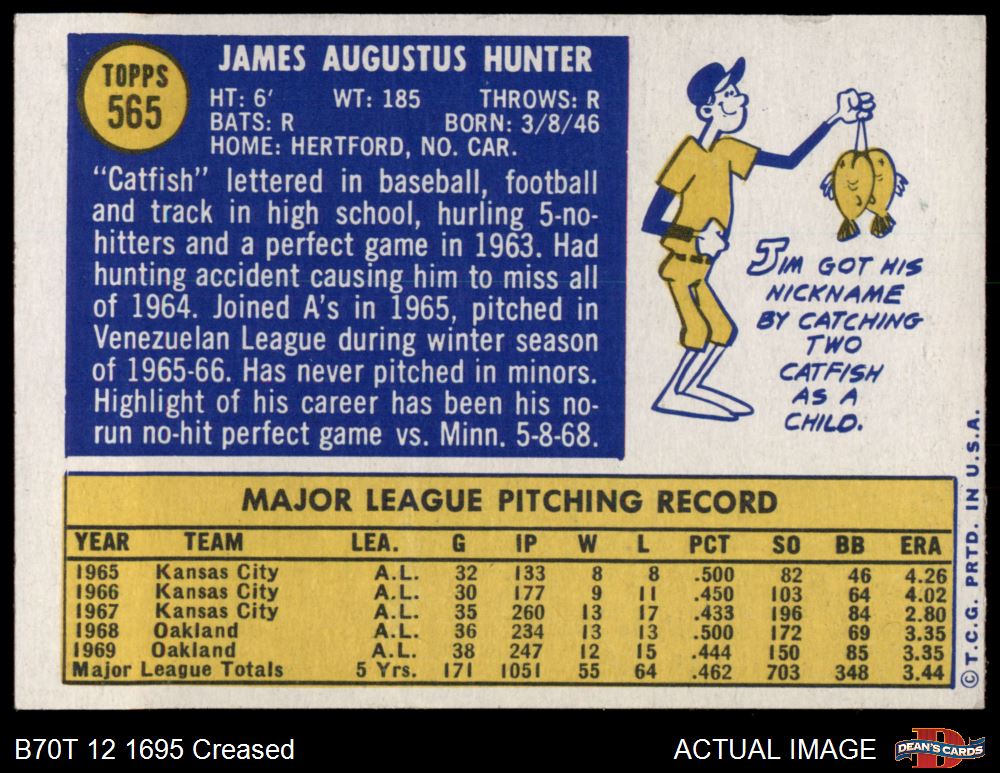 TOPPS
565
JAMES AUGUSTUS HUNTER
HT: 6' WT: 185 THROWS: R
BATS: R BORN: 3/8/46
HOME: HERTFORD, NO. CAR.
"Catfish" lettered in baseball, football
and track in high school, hurling 5-no-
hitters and a perfect game in 1963. Had
hunting accident causing him to miss all
of 1964. Joined A's in 1965, pitched in
Venezuelan League during winter season
of 1965-66. Has never pitched in minors.
Highlight of his career has been his no-
run no-hit perfect game vs. Minn. 5-8-68.
JIM GOT HIS
NICKNAME
BY CATCHING
TWO
CATFISH
AS A
CHILD.
MAJOR LEAGUE PITCHING RECORD
YEAR TEAM LEA. G IP W L PCT SO BB ERA
1965 Kansas City A.L. 32 133 8 8 .500 82 46 4.26
1966 Kansas City A.L. 30 177 9 11 .450 103 64 4.02
1967 Kansas City A.L. 35 260 13 17 .433 196 84 2.80
1968 Oakland A.L. 36 234 13 13 .500 172 69 3.35
1969 Oakland A.L. 38 247 12 15 .444 150 85 3.35
Major League Totals 5 Yrs. 171 1051 55 64 .462 703 348 3.44
© T.C.G. PRTD. IN U.S.A.
B70T 12 1695 Creased
ACTUAL IMAGE
D
DEAN'S CARDS